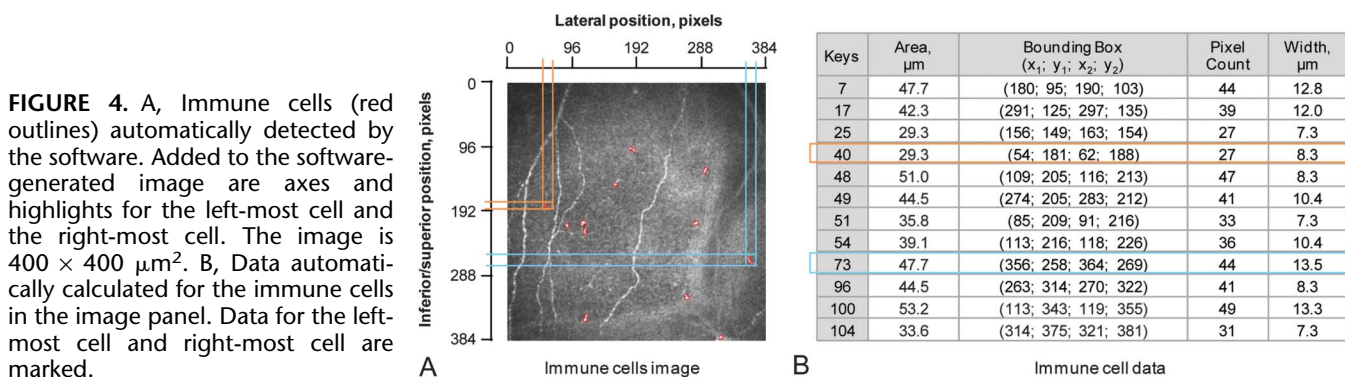 FIGURE 4. A, Immune cells (red
outlines) automatically detected by
the software. Added to the software-
generated image are axes and
highlights for the left-most cell and
the right-most cell. The image is
400 × 400 μm². B, Data automati-
cally calculated for the immune cells
in the image panel. Data for the left-
most cell and right-most cell are
marked.
Lateral position, pixels
0 96 192 288 384
Inferior/superior position, pixels
0
96
192
288
384
A Immune cells image
Keys Area, μm Bounding Box (x₁; y₁; x₂; y₂) Pixel Count Width, μm
7 47.7 (180; 95; 190; 103) 44 12.8
17 42.3 (291; 125; 297; 135) 39 12.0
25 29.3 (156; 149; 163; 154) 27 7.3
40 29.3 (54; 181; 62; 188) 27 8.3
48 51.0 (109; 205; 116; 213) 47 8.3
49 44.5 (274; 205; 283; 212) 41 10.4
51 35.8 (85; 209; 91; 216) 33 7.3
54 39.1 (113; 216; 118; 226) 36 10.4
73 47.7 (356; 258; 364; 269) 44 13.5
96 44.5 (263; 314; 270; 322) 41 8.3
100 53.2 (113; 343; 119; 355) 49 13.3
104 33.6 (314; 375; 321; 381) 31 7.3
B Immune cell data